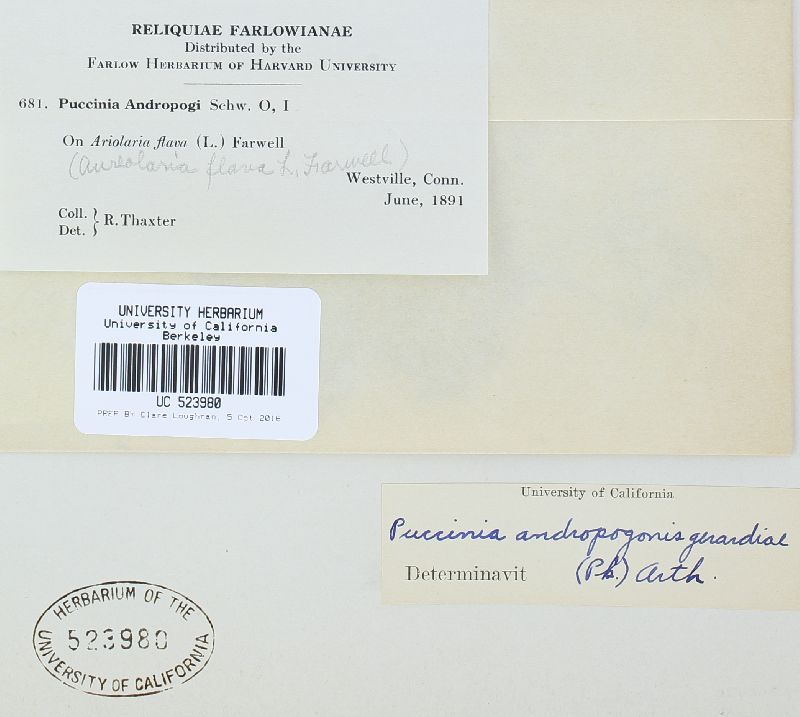 RELIQUIAE FARLOWIANAE
Distributed by the
FARLOW HERBARIUM OF HARVARD UNIVERSITY
681. Puccinia Andropogi Schw. O, I
On Ariolaria flava (L.) Farwell
(Aureolaria flava L. Farwell)
Westville, Conn.
June, 1891
Coll. } R. Thaxter
Det.
UNIVERSITY HERBARIUM
University of California
Berkeley
UC 523980
PREP BY Clare Loughran, 5 Oct 2016
University of California
Puccinia andropogonis gerardiae
Determinavit (Pk.) Arth.
HERBARIUM OF THE
523980
UNIVERSITY OF CALIFORNIA